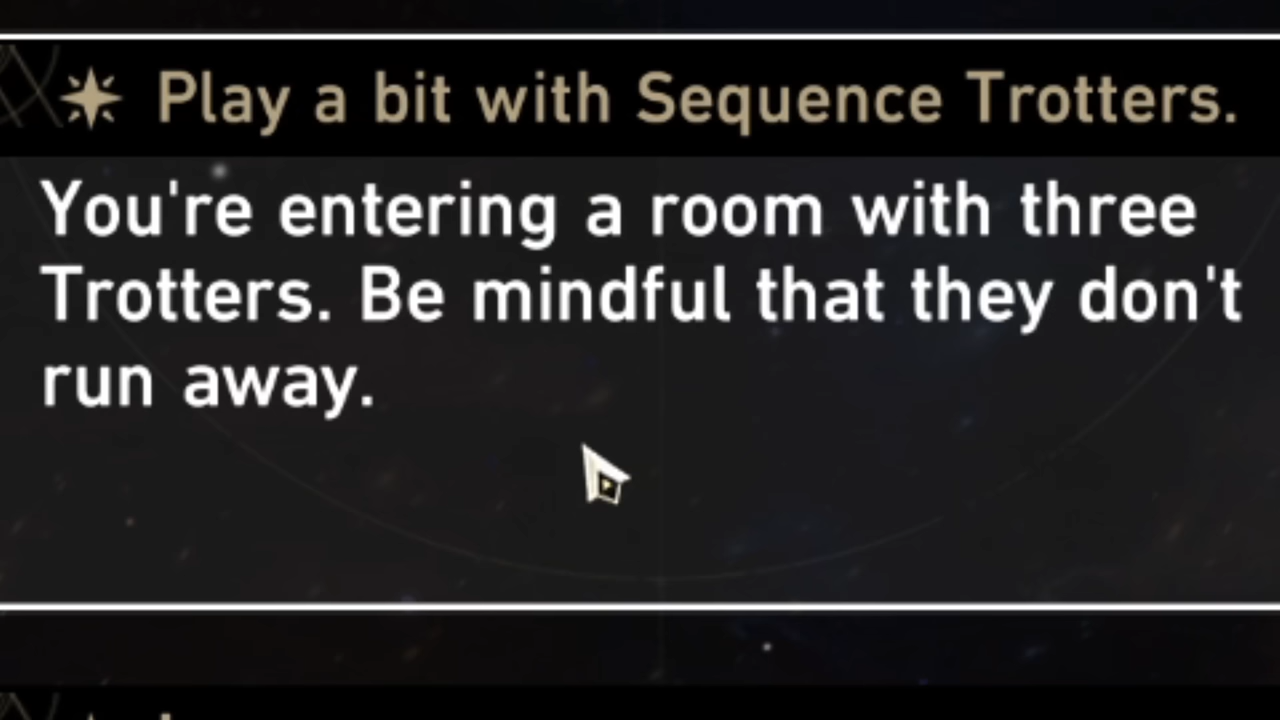 Play a bit with Sequence Trotters.
You're entering a room with three
Trotters. Be mindful that they don't
run away.